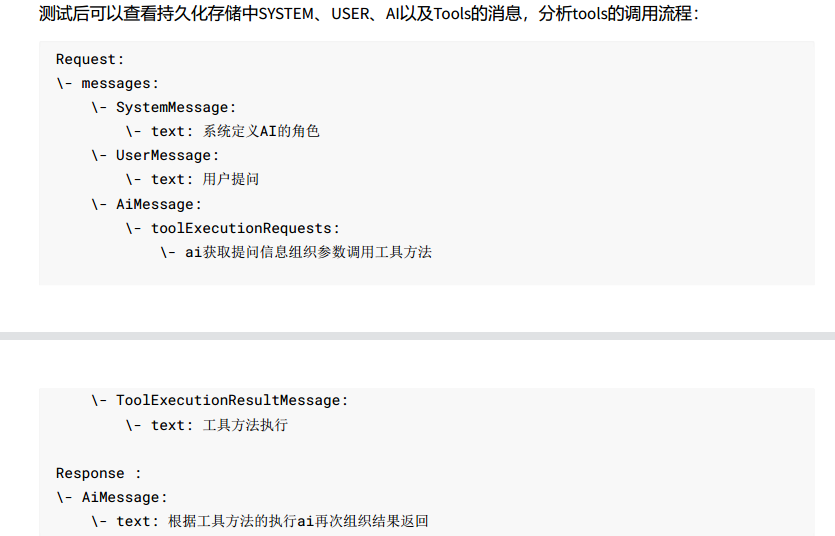 测试后可以查看持久化存储中SYSTEM、USER、AI以及Tools的消息，分析tools的调用流程：
Request:
\- messages:
\- SystemMessage:
\- text: 系统定义AI的角色
\- UserMessage:
\- text: 用户提问
\- AiMessage:
\- toolExecutionRequests:
\- ai获取提问信息组织参数调用工具方法
\- ToolExecutionResultMessage:
\- text: 工具方法执行
Response :
\- AiMessage:
\- text: 根据工具方法的执行ai再次组织结果返回